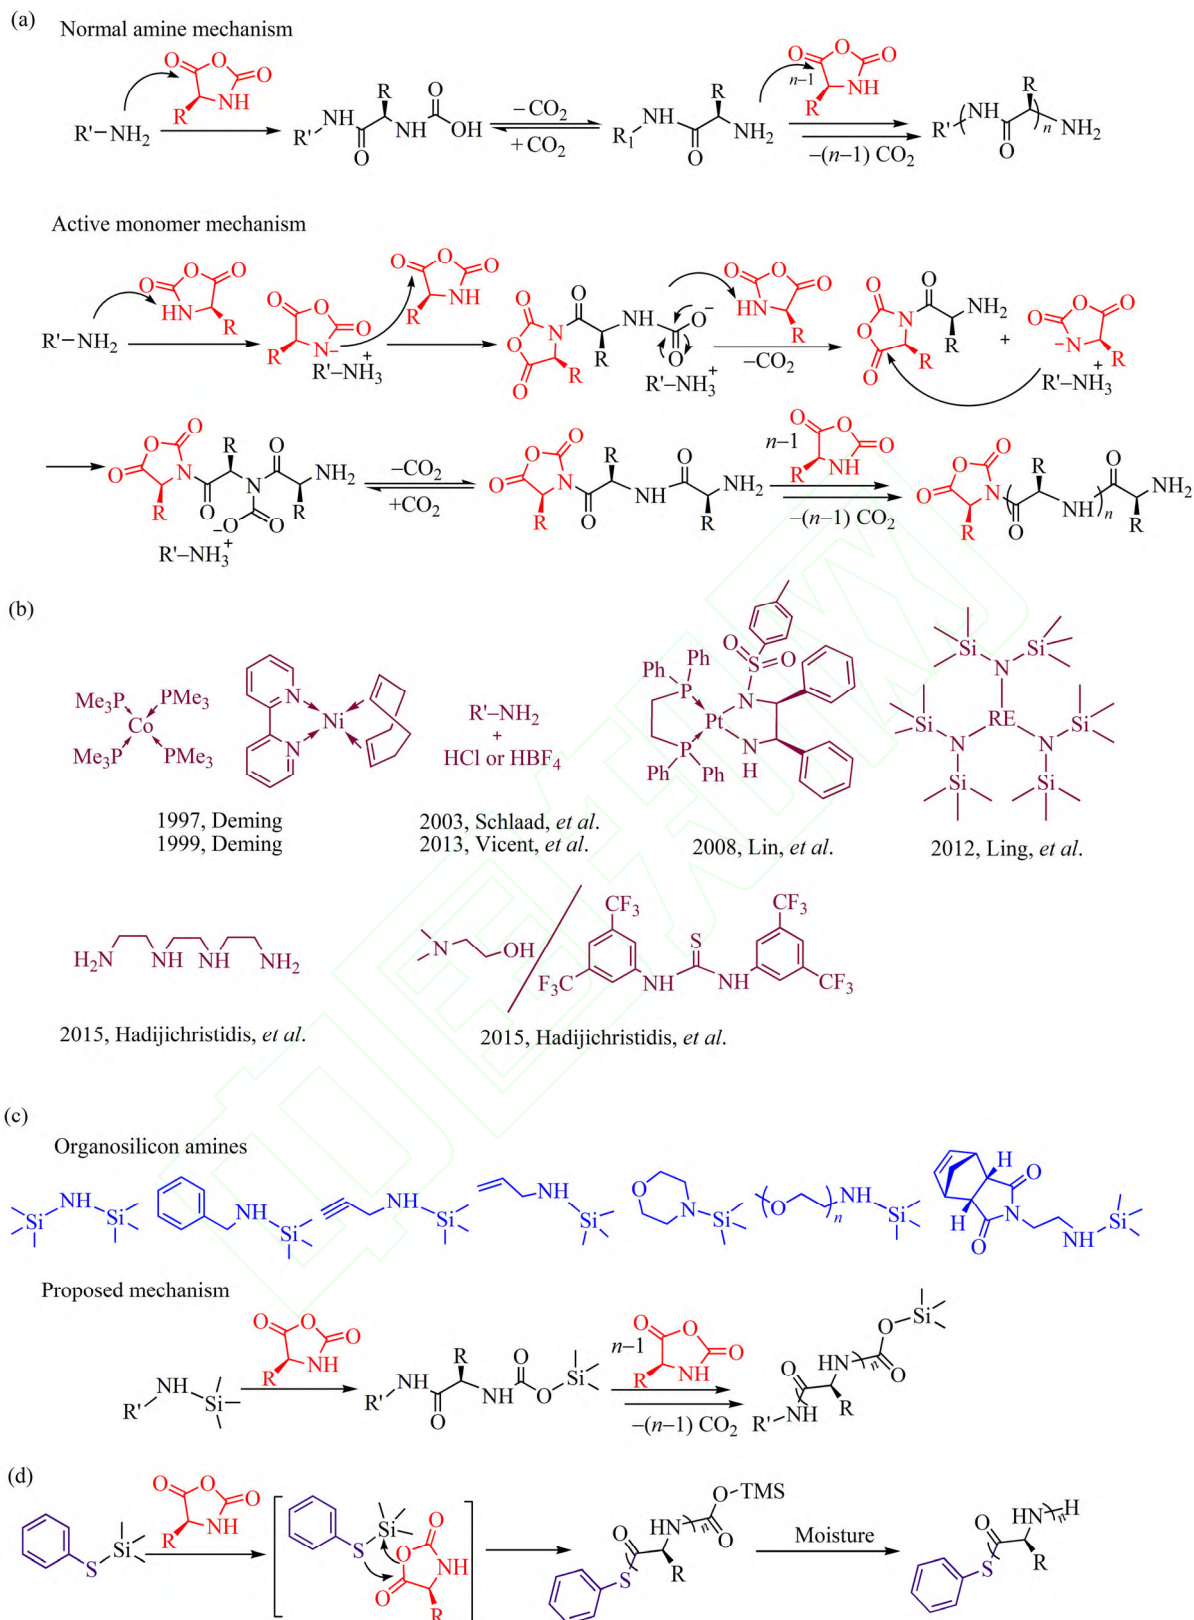 (a)
Normal amine mechanism
O O O
R NH
n−1
R'−NH2
NH R O
R' O NH OH
−CO2
+ CO2
NH R
R1 O NH2
O O O
R NH
−(n−1) CO2
R' NH R n NH2
O
Active monomer mechanism
O O O
HN R
R'−NH2
O O O
R N−
R'−NH3+
O O O
R NH
O O R NH O−
O N O
O R
R'−NH3+
O O O
HN R
−CO2
O O NH2
O N R
O R
+
O O O
N− R
R'−NH3+
O O R O NH2
O N O N R
R −O O
R'−NH3+
−CO2
+CO2
O O R O NH2
O N O NH R
R
n−1
O O O
R NH
−(n−1) CO2
O O R O NH2
O N O NH n R
R
(b)
Me3P PMe3
Co
Me3P PMe3
N Ni N
R'−NH2
+
HCl or HBF4
Ph Ph
P Pt P
Ph Ph
O S O
N
N
H
Si Si
N
Si RE Si
N N
Si Si
1997, Deming
1999, Deming
2003, Schlaad, et al.
2013, Vicent, et al.
2008, Lin, et al.
2012, Ling, et al.
H2N NH NH NH2
N OH
CF3 CF3
S
F3C NH NH CF3
2015, Hadijichristidis, et al.
2015, Hadijichristidis, et al.
(c)
Organosilicon amines
Si NH Si
NH Si
NH Si
NH Si
O N Si
O n NH Si
H H O N O NH Si
Proposed mechanism
NH
R' Si
O O O
R NH
NH R O
R' O NH O Si
n−1
O O O
R NH
−(n−1) CO2
O Si
HN n O
O
R' NH R
(d)
S Si
O O O
R NH
Si
S O O NH
O R
O TMS
O HN n O
S R
Moisture
O HN n H
S R